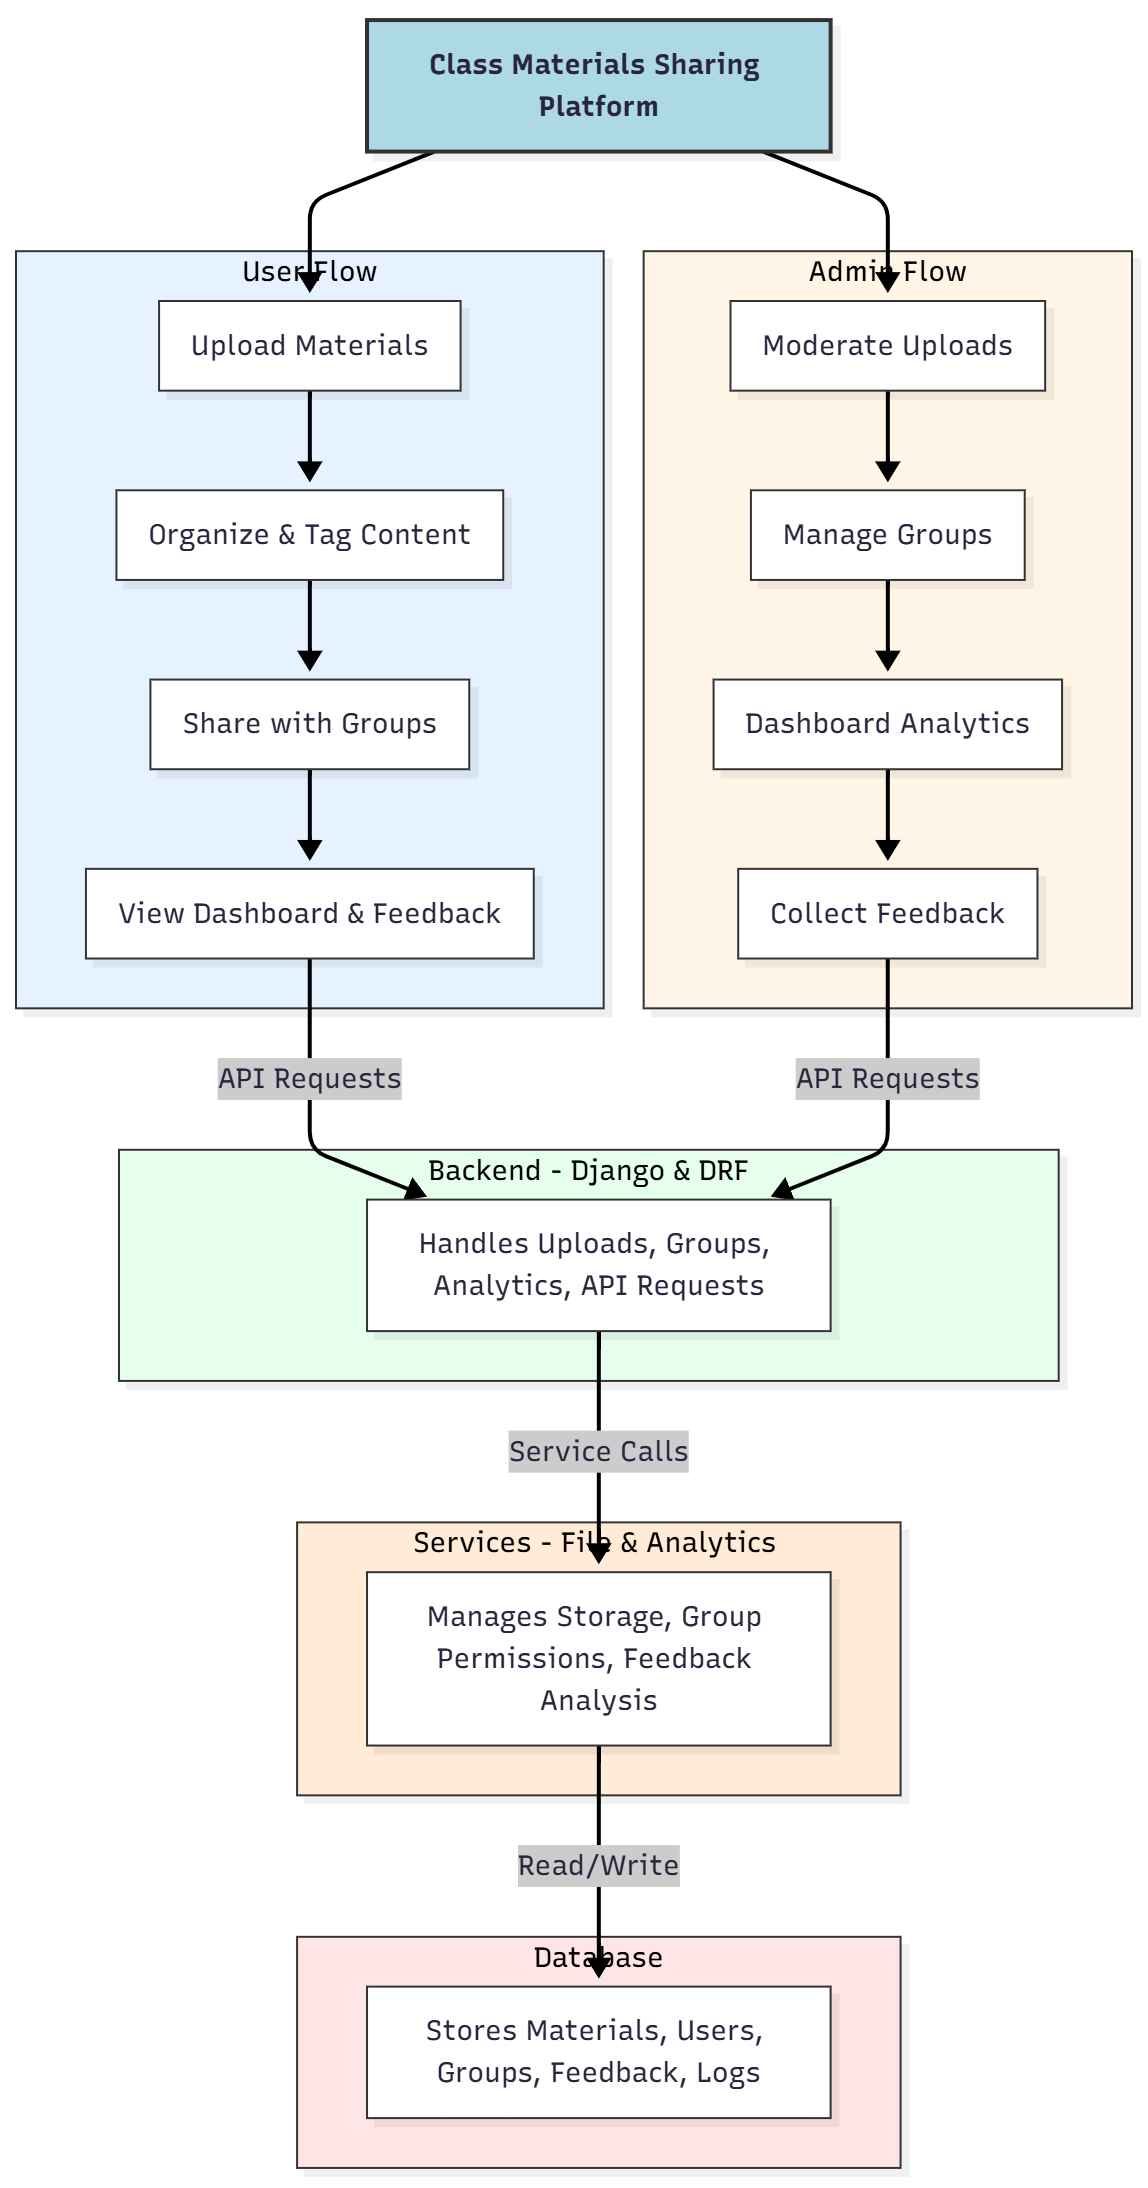 Class Materials Sharing
Platform
User Flow
Upload Materials
Organize & Tag Content
Share with Groups
View Dashboard & Feedback
API Requests
Admin Flow
Moderate Uploads
Manage Groups
Dashboard Analytics
Collect Feedback
API Requests
Backend - Django & DRF
Handles Uploads, Groups,
Analytics, API Requests
Service Calls
Services - File & Analytics
Manages Storage, Group
Permissions, Feedback
Analysis
Read/Write
Database
Stores Materials, Users,
Groups, Feedback, Logs